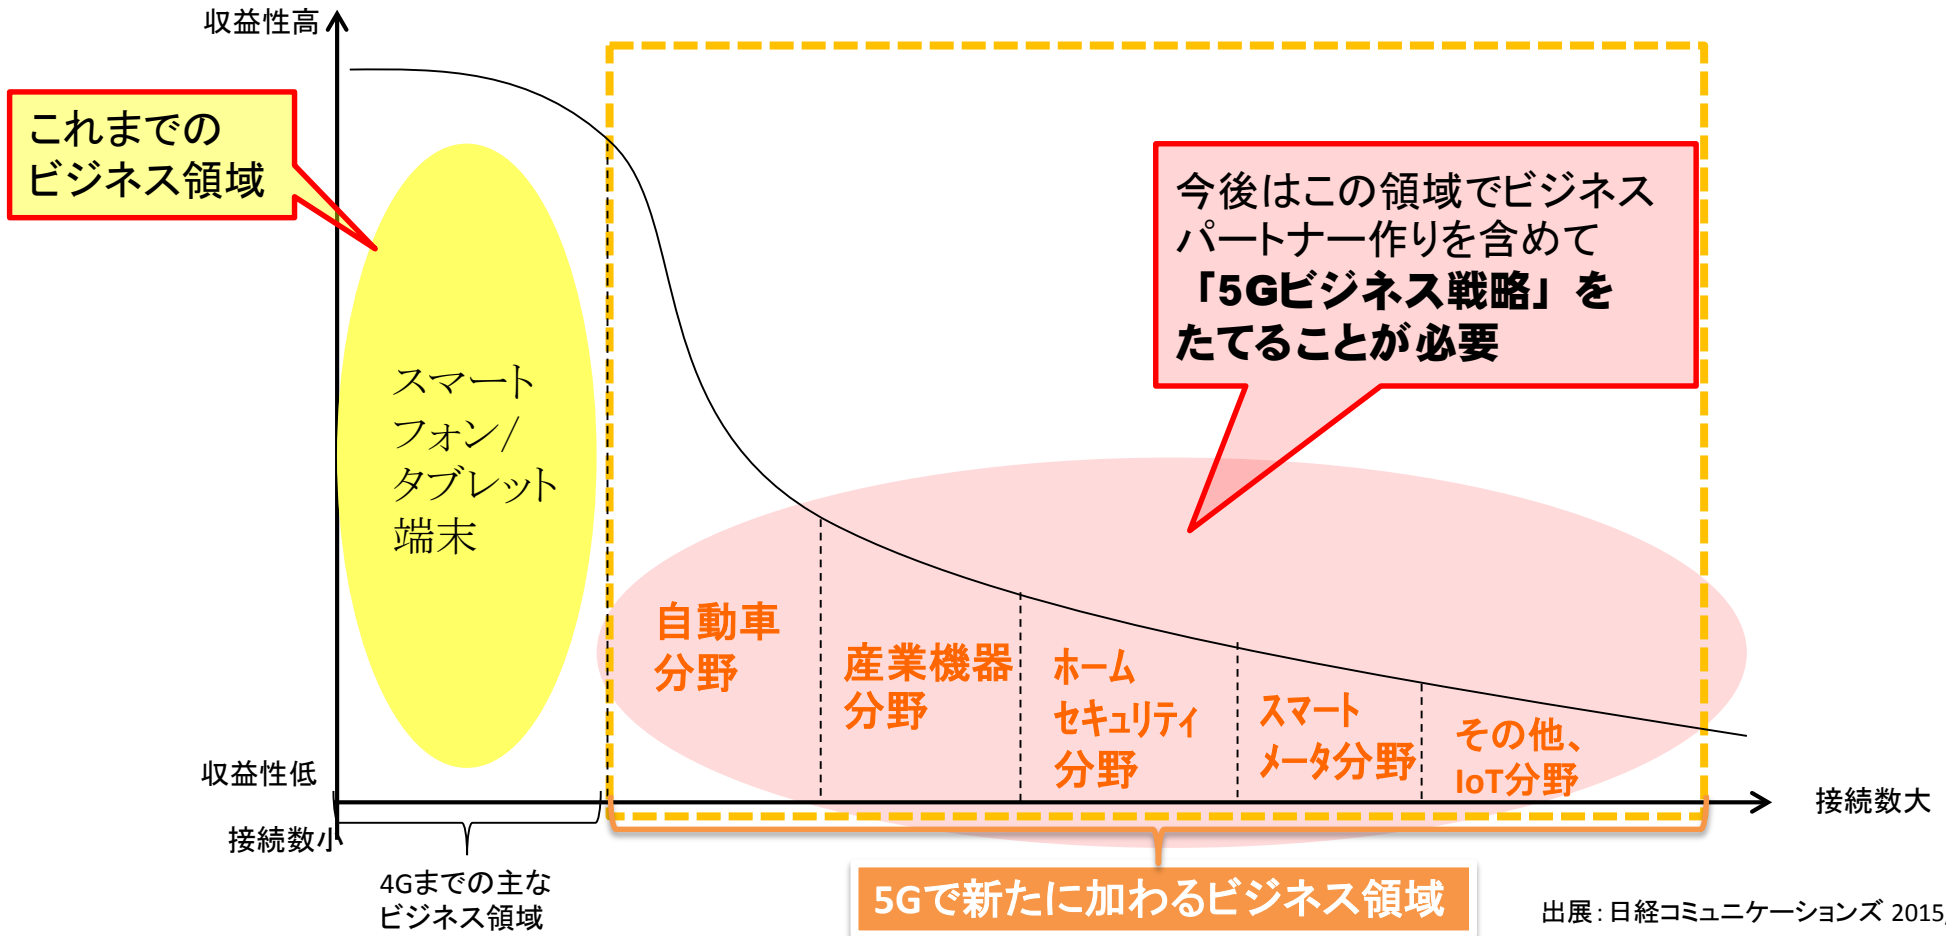 収益性高
これまでの
ビジネス領域
今後はこの領域でビジネス
パートナー作りを含めて
「5Gビジネス戦略」を
たてることが必要
スマート
フォン/
タブレット
端末
自動車
分野
産業機器
分野
ホーム
セキュリティ
分野
スマート
メータ分野
その他、
IoT分野
収益性低
接続数大
接続数小
4Gまでの主な
ビジネス領域
5Gで新たに加わるビジネス領域
出展：日経コミュニケーションズ 2015,